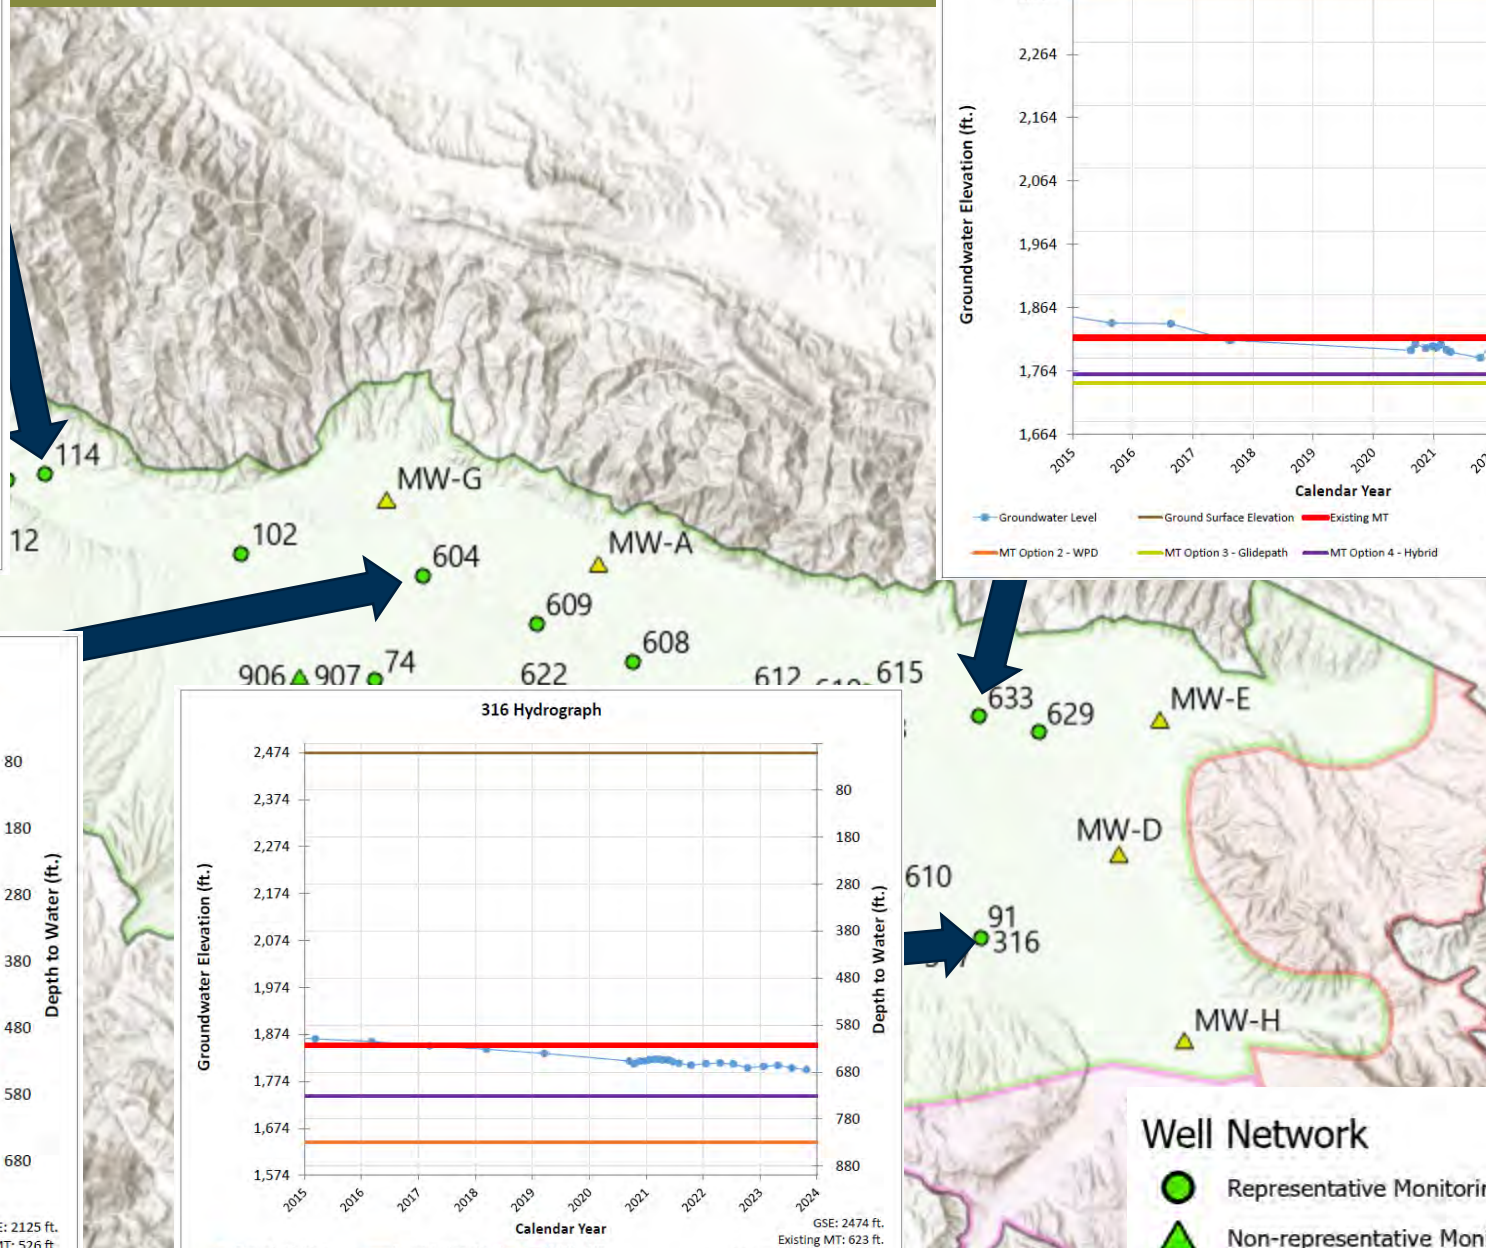 2,264
2,164
2,064
1,964
1,864
1,764
1,664
Groundwater Elevation (ft.)
2015
2016
2017
2018
2019
2020
2021
Calendar Year
Groundwater Level
Ground Surface Elevation
Existing MT
MT Option 2 - WPD
MT Option 3 - Glidepath
MT Option 4 - Hybrid
114
MW-G
12
102
604
MW-A
609
608
906
907
74
622
612
615
633
629
MW-E
MW-D
610
91
316
MW-H
80
180
280
380
480
580
680
Depth to Water (ft.)
: 2125 ft.
MT: 526 ft.
316 Hydrograph
2,474
2,374
2,274
2,174
2,074
1,974
1,874
1,774
1,674
1,574
Groundwater Elevation (ft.)
80
180
280
380
480
580
680
780
880
Depth to Water (ft.)
2015
2016
2017
2018
2019
2020
2021
2022
2023
2024
Calendar Year
GSE: 2474 ft.
Existing MT: 623 ft.
Well Network
Representative Monitorin
Non-representative Mon